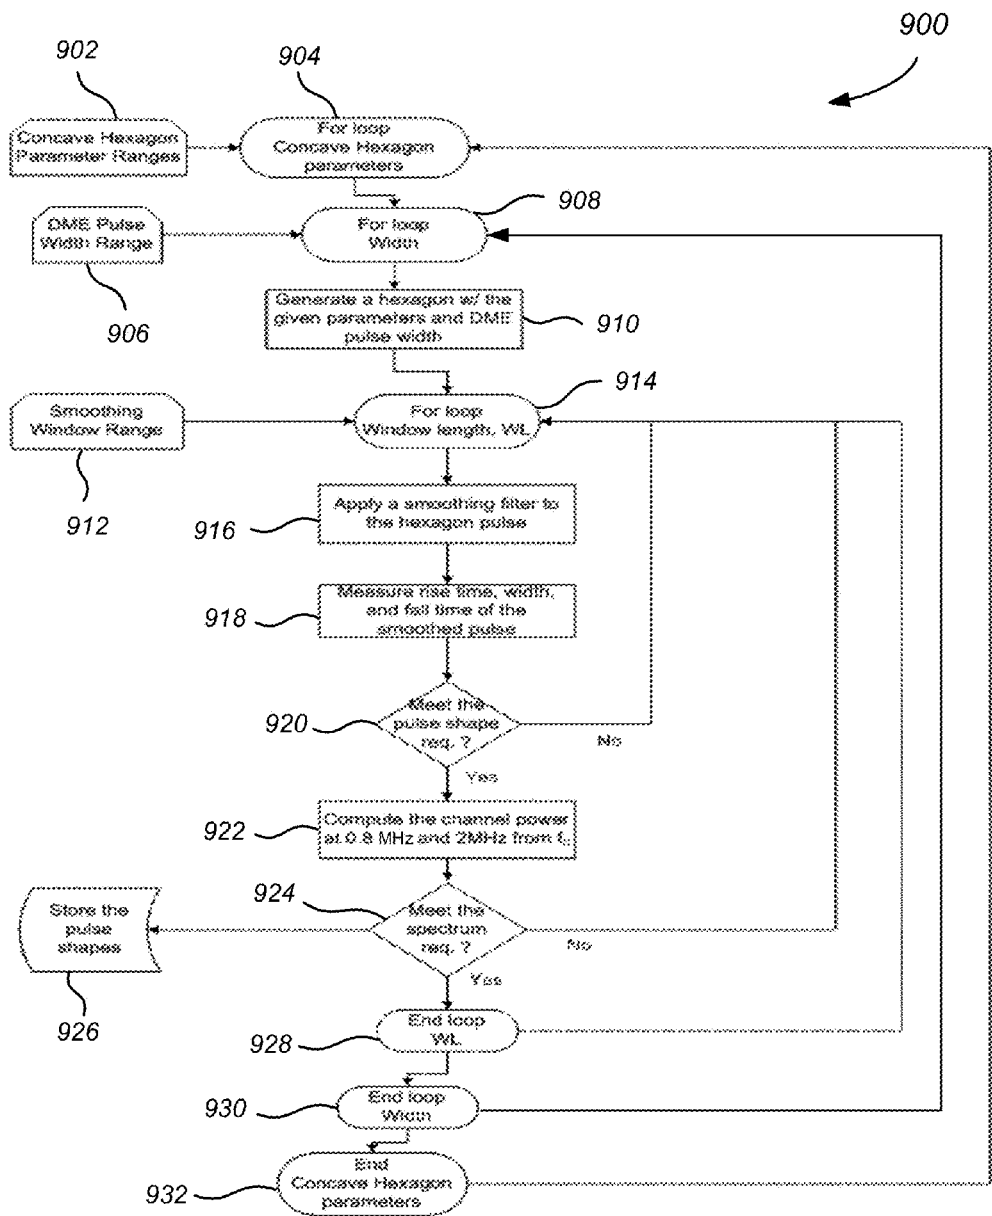 900
902
904
Concave Hexagon
Parameter Ranges
For loop
Concave Hexagon
parameters
908
DME Pulse
Width Range
For loop
Width
906
Generate a hexagon w/ the
given parameters and DME
pulse width
910
914
Smoothing
Window Range
For loop
Window length, WL
912
916
Apply a smoothing filter to
the hexagon pulse
918
Measure rise time, width,
and fall time of the
smoothed pulse
920
Meet the
pulse shape
req. ?
No
Yes
922
Compute the channel power
at 0.8 MHz and 2MHz from
924
Store the
pulse
shapes
Meet the
spectrum
req. ?
No
Yes
926
928
End loop
WL
930
End loop
Width
932
End
Concave Hexagon
parameters